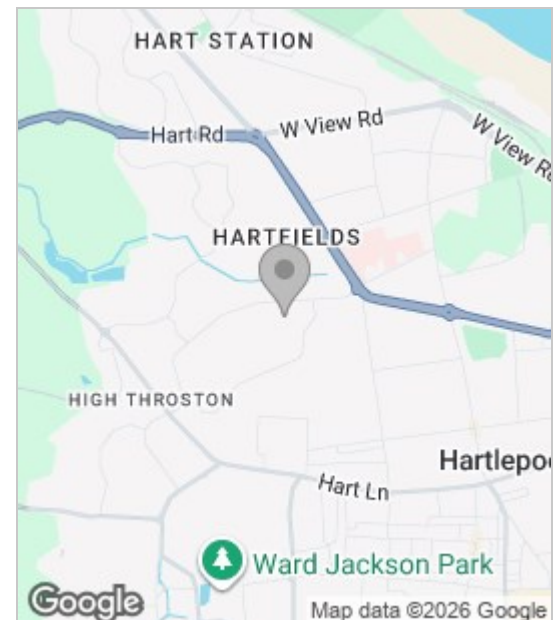 HART STATION
Hart Rd
W View Rd
W View Rd
HARTFIELDS
HIGH THROSTON
Hartlepo
Hart Ln
Ward Jackson Park
Google
Map data ©2026 Google